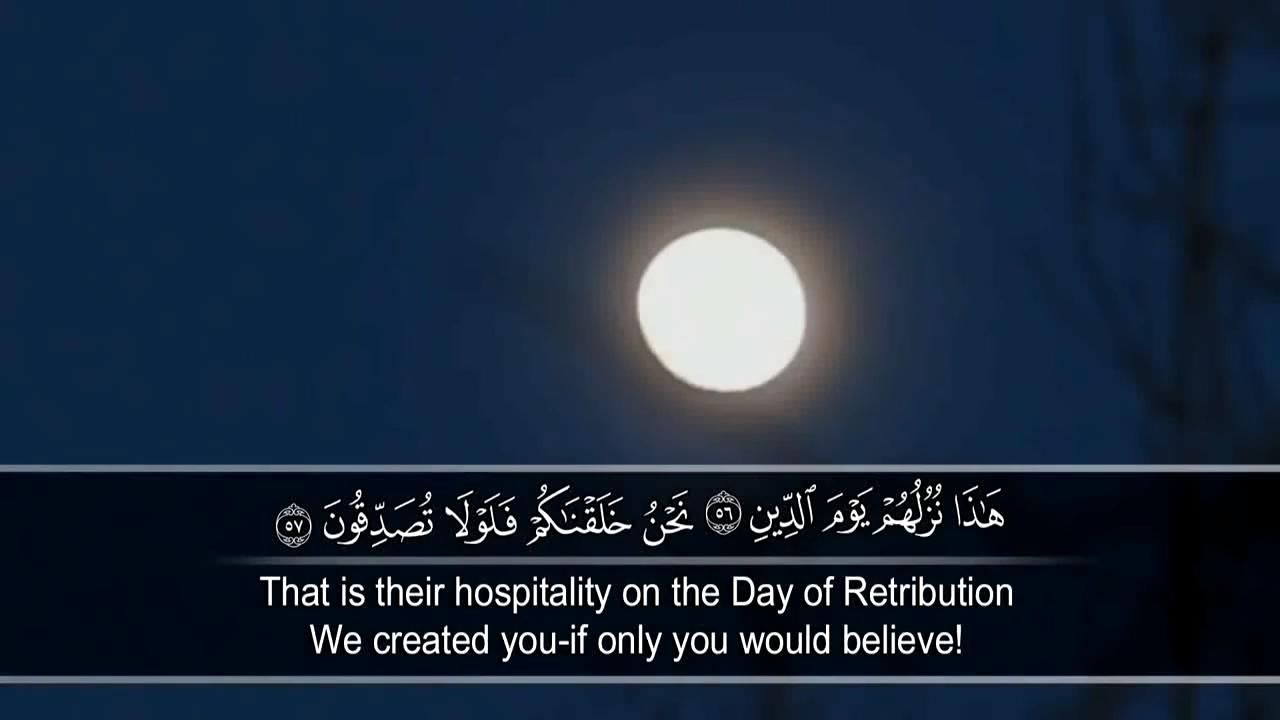 هَٰذَا نُزُلُهُمْ يَوْمَ ٱلدِّينِ ٥٦ نَحْنُ خَلَقْنَٰكُمْ فَلَوْلَا تُصَدِّقُونَ ٥٧
That is their hospitality on the Day of Retribution
We created you-if only you would believe!